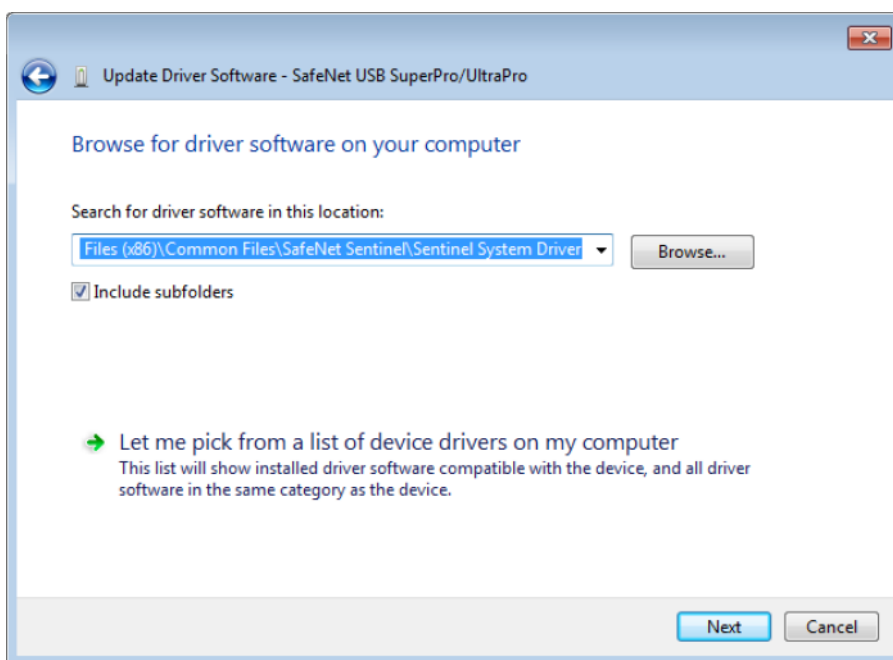 Update Driver Software - SafeNet USB SuperPro/UltraPro
Browse for driver software on your computer
Search for driver software in this location:
Files (x86)\Common Files\SafeNet Sentinel\Sentinel System Driver
Browse...
Include subfolders
Let me pick from a list of device drivers on my computer
This list will show installed driver software compatible with the device, and all driver
software in the same category as the device.
Next
Cancel